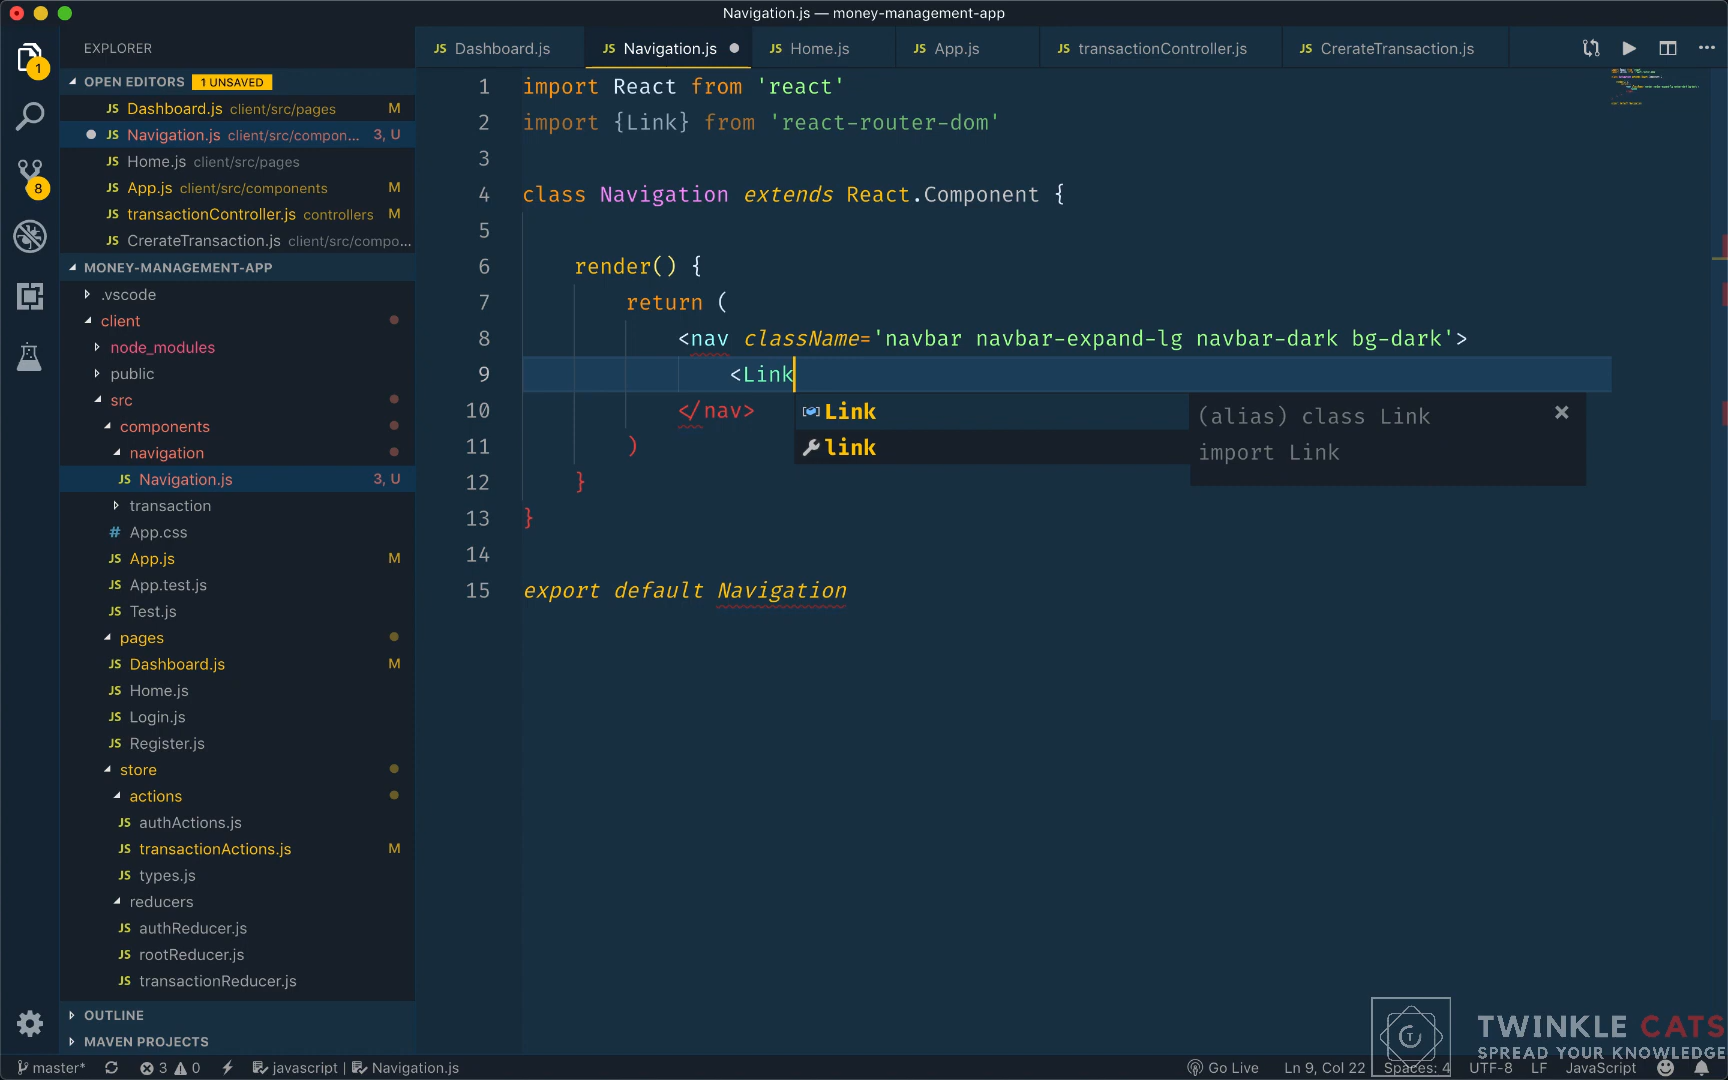 Navigation.js — money-management-app
EXPLORER
OPEN EDITORS 1 UNSAVED
JS Dashboard.js client/src/pages M
JS Navigation.js client/src/compon... 3, U
JS Home.js client/src/pages
JS App.js client/src/components M
JS transactionController.js controllers M
JS CrerateTransaction.js client/src/compo...
MONEY-MANAGEMENT-APP
.vscode
client
node_modules
public
src
components
navigation
JS Navigation.js 3, U
transaction
# App.css
JS App.js M
JS App.test.js
JS Test.js
pages
JS Dashboard.js M
JS Home.js
JS Login.js
JS Register.js
store
actions
JS authActions.js
JS transactionActions.js M
JS types.js
reducers
JS authReducer.js
JS rootReducer.js
JS transactionReducer.js
OUTLINE
MAVEN PROJECTS
1
8
JS Dashboard.js JS Navigation.js JS Home.js JS App.js JS transactionController.js JS CrerateTransaction.js
1 import React from 'react'
2 import {Link} from 'react-router-dom'
3
4 class Navigation extends React.Component {
5
6 render() {
7 return (
8 <nav className='navbar navbar-expand-lg navbar-dark bg-dark'>
9 <Link
10 </nav>
11 )
12 }
13 }
14
15 export default Navigation
Link
link
(alias) class Link
import Link
TWINKLE CATS
SPREAD YOUR KNOWLEDGE
master* 3 0 javascript | Navigation.js Go Live Ln 9, Col 22 Spaces: 4 UTF-8 LF JavaScript